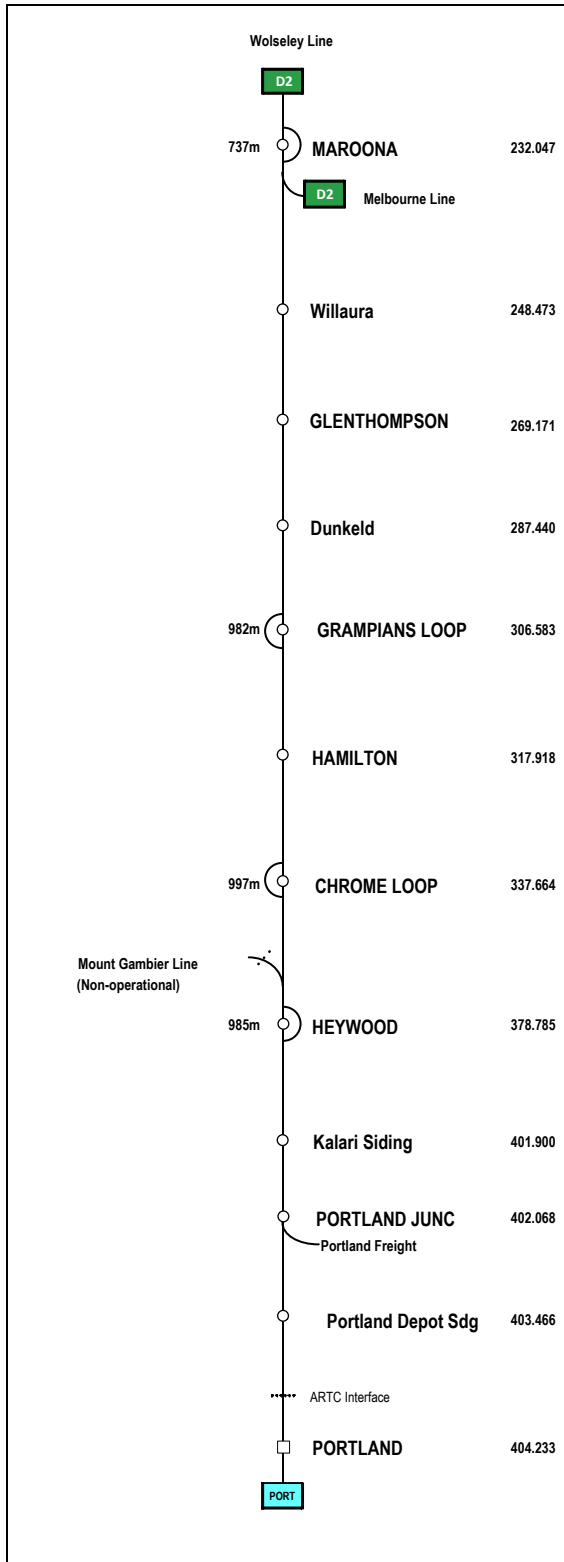 Wolseley Line
D2
737m MAROONA 232.047
D2 Melbourne Line
Willaura 248.473
GLENTHOMPSON 269.171
Dunkeld 287.440
982m GRAMPIANS LOOP 306.583
HAMILTON 317.918
997m CHROME LOOP 337.664
Mount Gambier Line
(Non-operational)
985m HEYWOOD 378.785
Kalari Siding 401.900
PORTLAND JUNC 402.068
Portland Freight
Portland Depot Sdg 403.466
ARTC Interface
PORTLAND 404.233
PORT